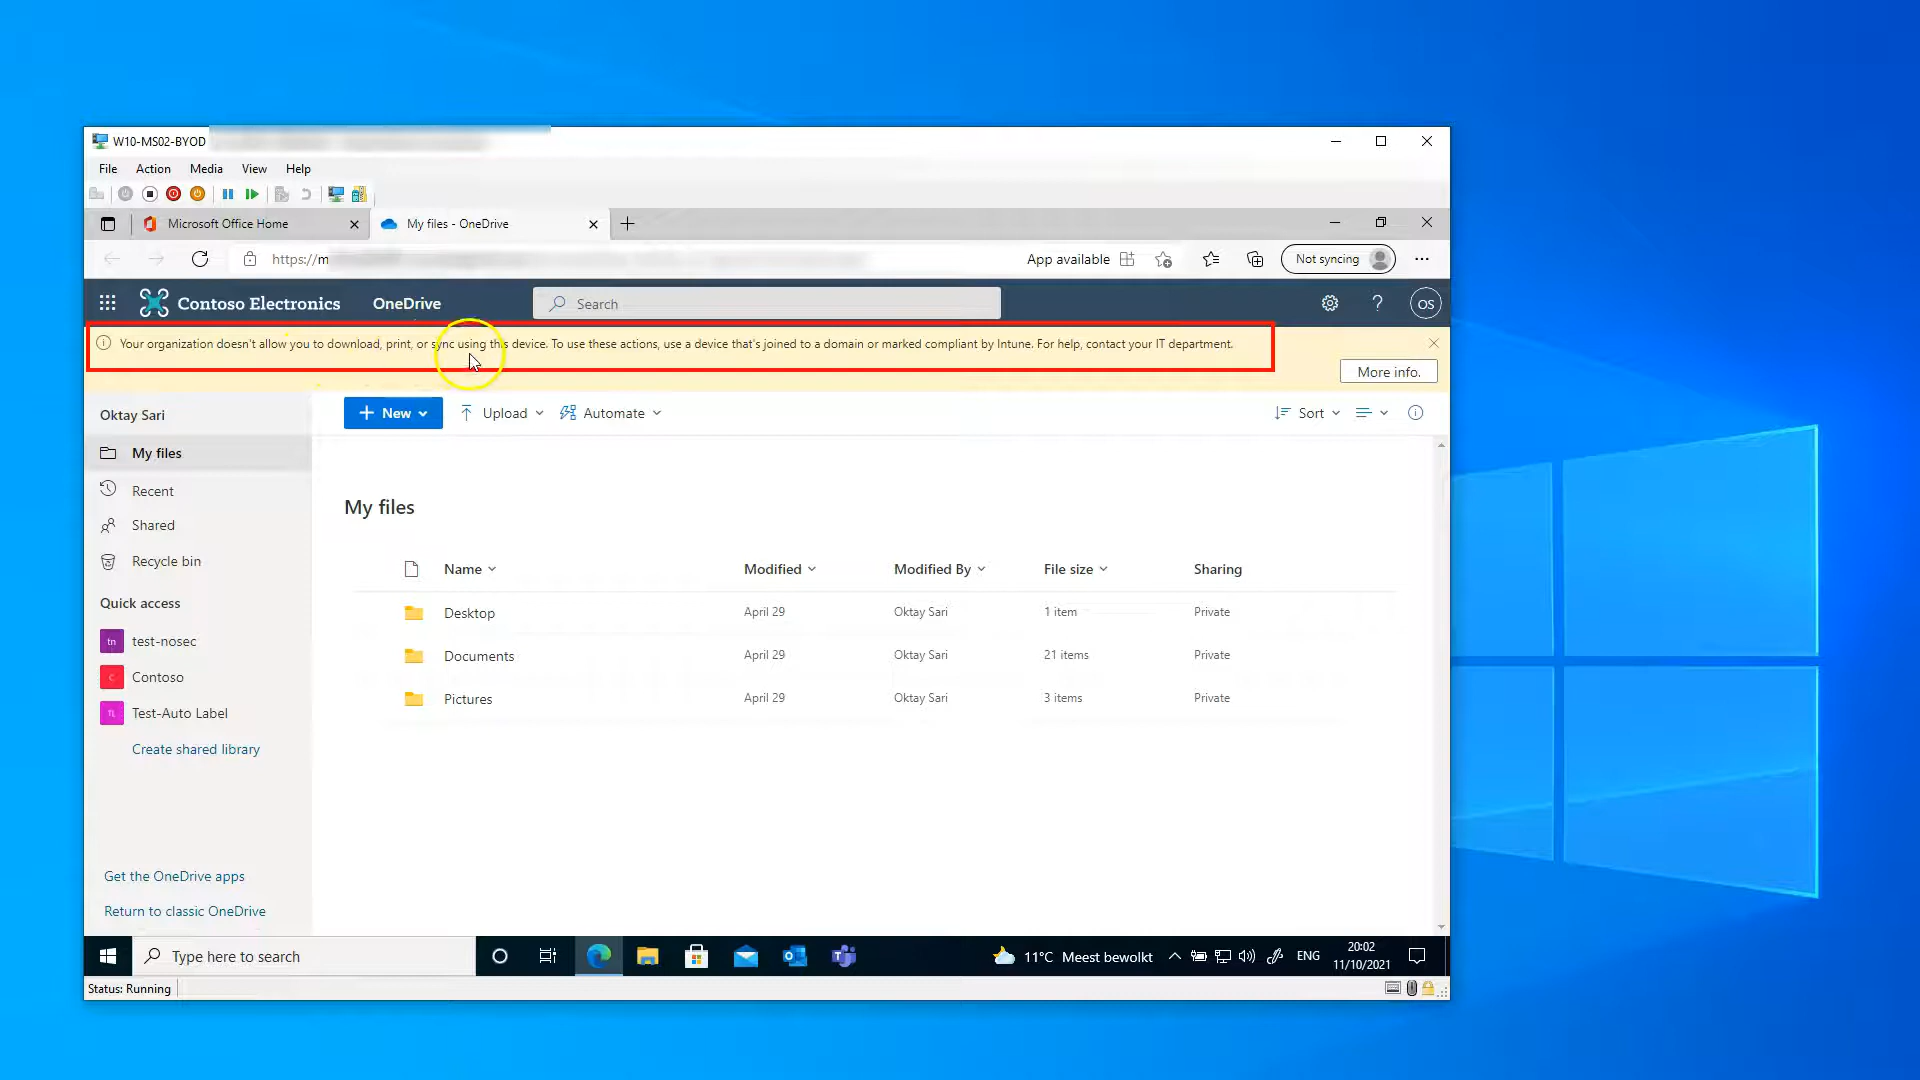 W10-MS02-BYOD
File Action Media View Help
Microsoft Office Home
My files - OneDrive
https://m
App available
Not syncing
Contoso Electronics
OneDrive
Search
OS
Your organization doesn't allow you to download, print, or sync using this device. To use these actions, use a device that's joined to a domain or marked compliant by Intune. For help, contact your IT department.
More info.
Oktay Sari
New
Upload
Automate
Sort
My files
Recent
Shared
Recycle bin
Quick access
tn test-nosec
C Contoso
TL Test-Auto Label
Create shared library
Get the OneDrive apps
Return to classic OneDrive
My files
Name Modified Modified By File size Sharing
Desktop April 29 Oktay Sari 1 item Private
Documents April 29 Oktay Sari 21 items Private
Pictures April 29 Oktay Sari 3 items Private
Type here to search
11°C Meest bewolkt
ENG
20:02
11/10/2021
Status: Running